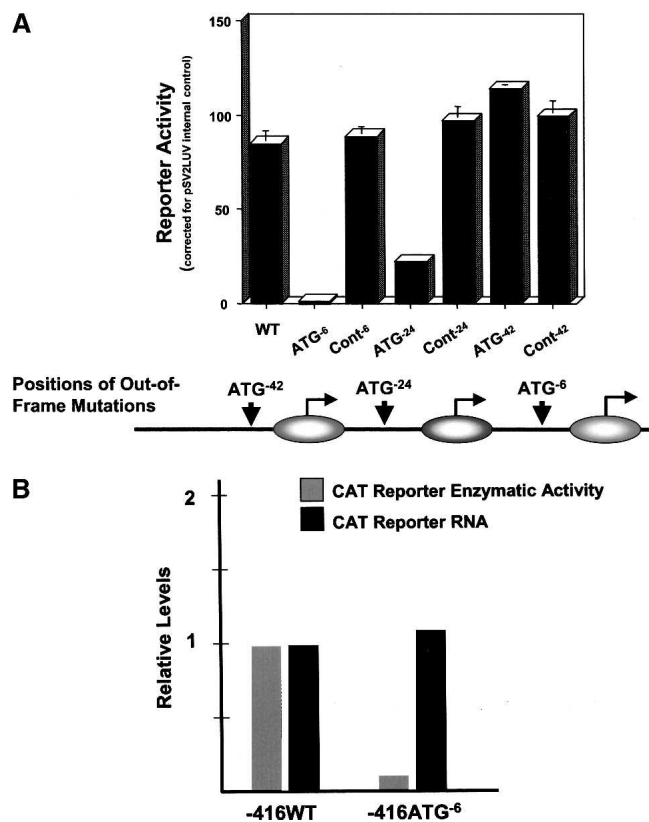 A
Reporter Activity
(corrected for pSV2LUV internal control)
150
100
50
0
WT
ATG-6
Cont-6
ATG-24
Cont-24
ATG-42
Cont-42
Positions of Out-of-
Frame Mutations
ATG-42
ATG-24
ATG-6
B
CAT Reporter Enzymatic Activity
CAT Reporter RNA
Relative Levels
2
1
-416WT
-416ATG-6